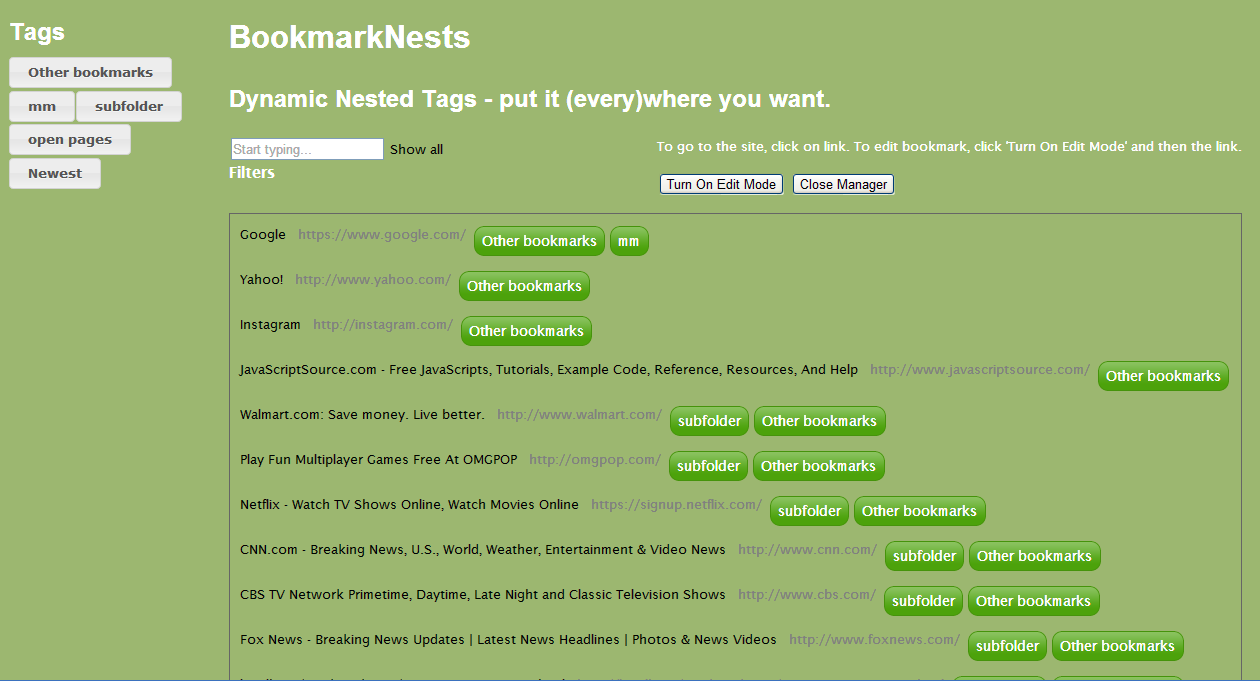 Tags
Other bookmarks
mm subfolder
open pages
Newest
BookmarkNests
Dynamic Nested Tags - put it (every)where you want.
Start typing... Show all
Filters
To go to the site, click on link. To edit bookmark, click 'Turn On Edit Mode' and then the link.
Turn On Edit Mode Close Manager
Google https://www.google.com/ Other bookmarks mm
Yahoo! http://www.yahoo.com/ Other bookmarks
Instagram http://instagram.com/ Other bookmarks
JavaScriptSource.com - Free JavaScripts, Tutorials, Example Code, Reference, Resources, And Help http://www.javascriptsource.com/ Other bookmarks
Walmart.com: Save money. Live better. http://www.walmart.com/ subfolder Other bookmarks
Play Fun Multiplayer Games Free At OMGPOP http://omgpop.com/ subfolder Other bookmarks
Netflix - Watch TV Shows Online, Watch Movies Online https://signup.netflix.com/ subfolder Other bookmarks
CNN.com - Breaking News, U.S., World, Weather, Entertainment & Video News http://www.cnn.com/ subfolder Other bookmarks
CBS TV Network Primetime, Daytime, Late Night and Classic Television Shows http://www.cbs.com/ subfolder Other bookmarks
Fox News - Breaking News Updates | Latest News Headlines | Photos & News Videos http://www.foxnews.com/ subfolder Other bookmarks